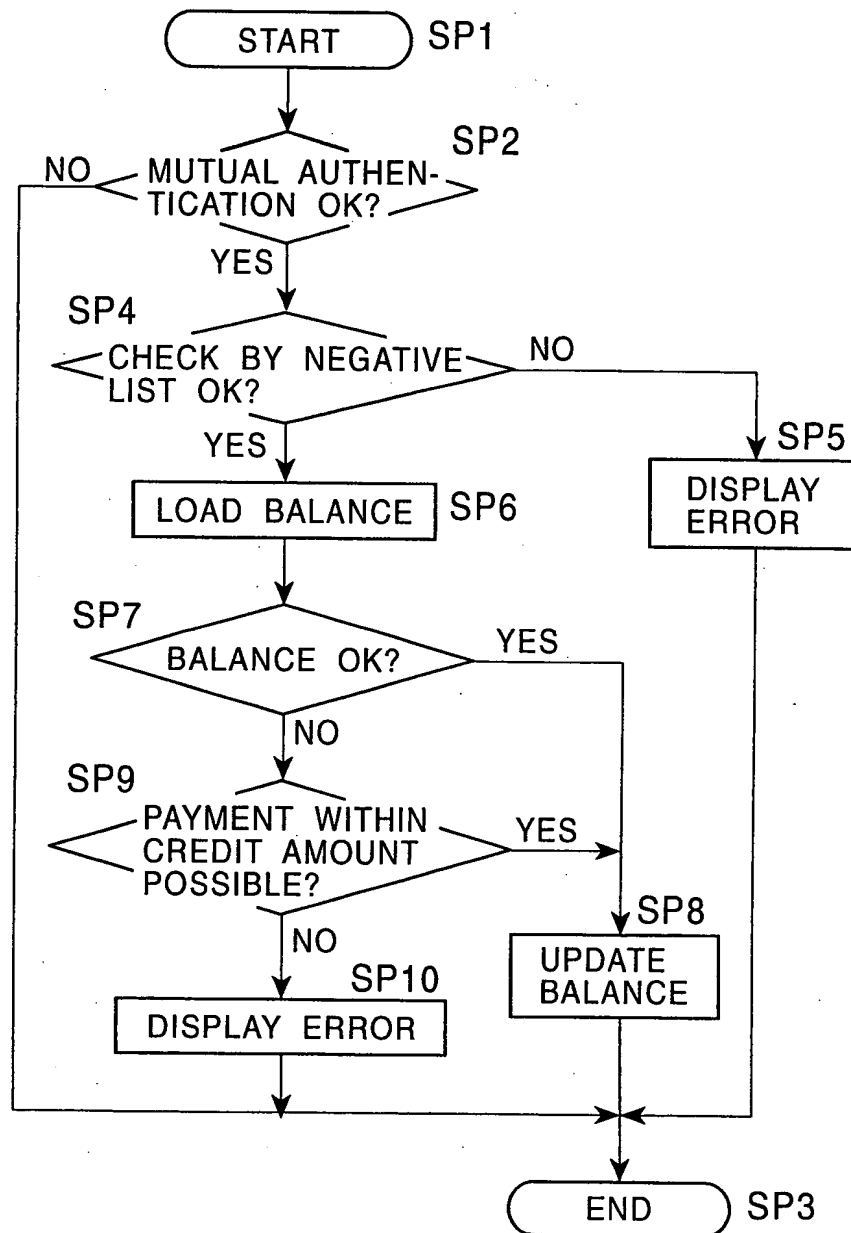 START
SP1
SP2
NO
MUTUAL AUTHEN-
TICATION OK?
YES
SP4
CHECK BY NEGATIVE
LIST OK?
NO
YES
SP5
DISPLAY
ERROR
LOAD BALANCE
SP6
SP7
BALANCE OK?
YES
NO
SP9
PAYMENT WITHIN
CREDIT AMOUNT
POSSIBLE?
YES
NO
SP8
UPDATE
BALANCE
SP10
DISPLAY ERROR
END
SP3